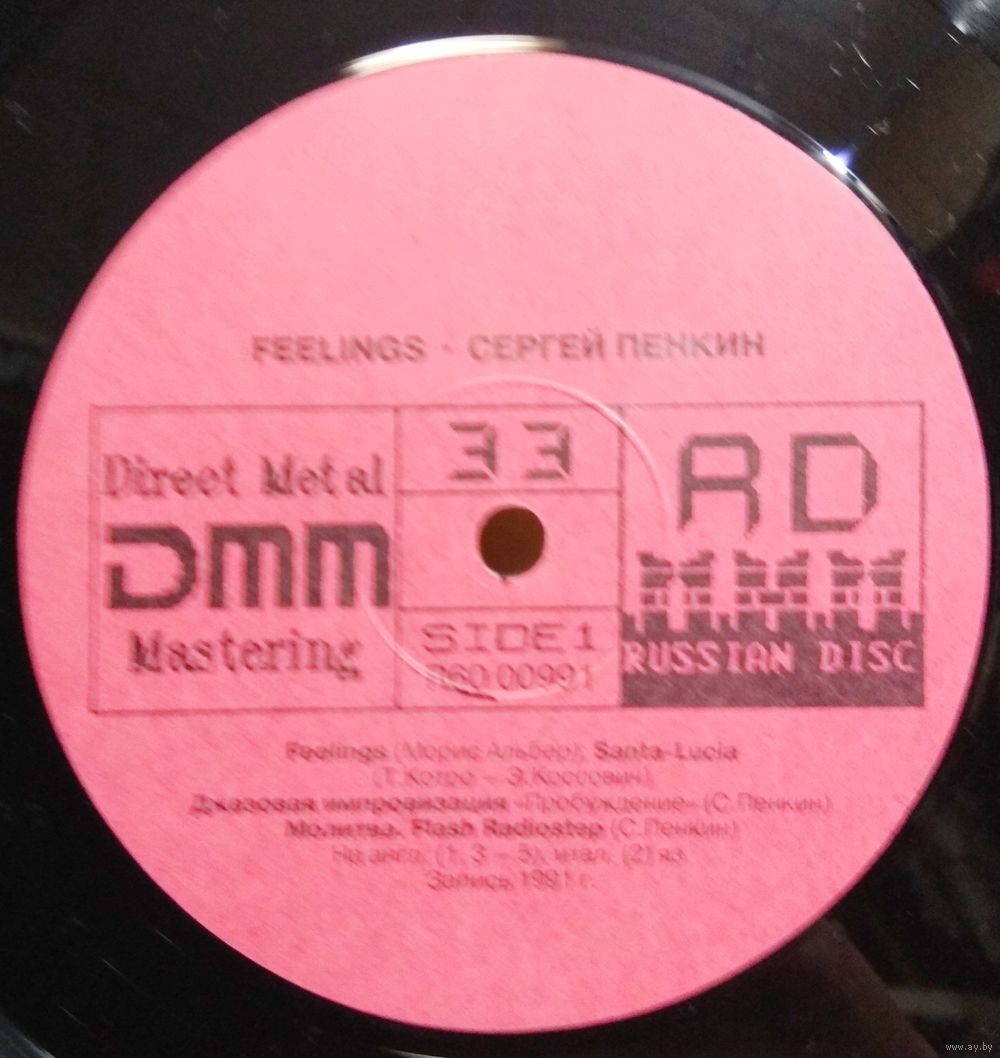 FEELINGS · СЕРГЕЙ ПЕНКИН
Direct Metal
DMM
Mastering
33
SIDE 1
R60 00991
RD
RUSSIAN DISC
Feelings (Морис Альбер); Santa-Lucia
(Т. Котро – Э. Коссович),
Джазовая импровизация «Пробуждение» (С. Пенкин)
Молитва. Flash Radiostep (С. Пенкин)
На англ. (1, 3 – 5), итал. (2) яз.
Запись 1991 г.
www.ay.by